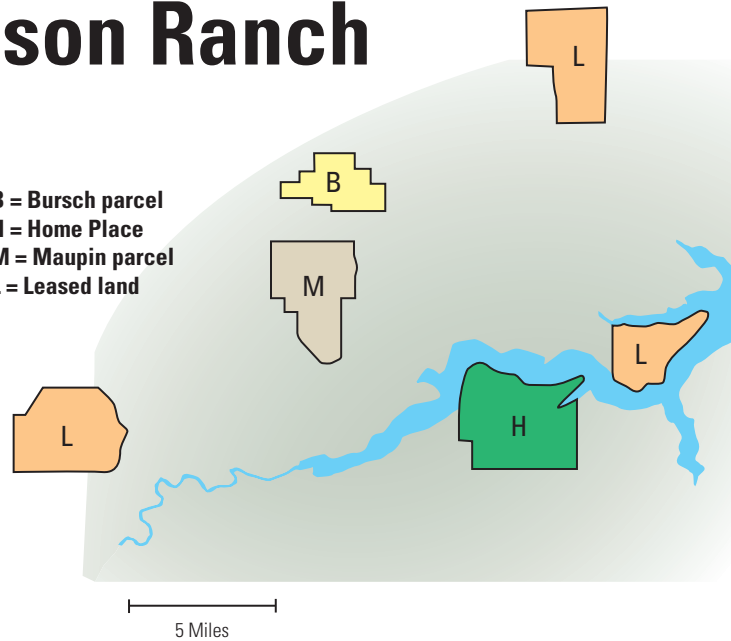 son Ranch
= Bursch parcel
= Home Place
M = Maupin parcel
= Leased land
L
B
M
L
L
H
5 Miles